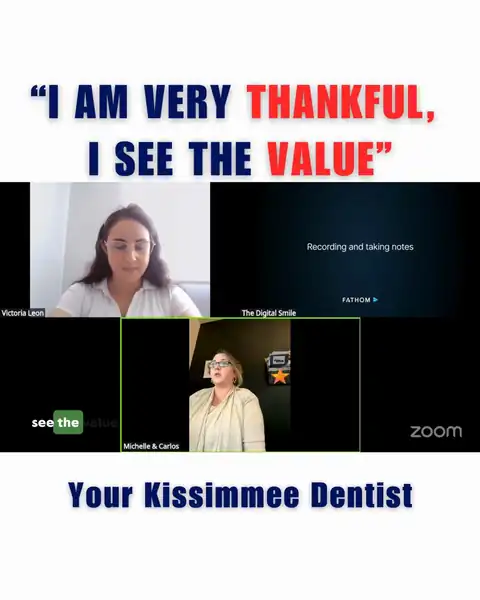 “I AM VERY THANKFUL,
I SEE THE VALUE”
Recording and taking notes
FATHOM
Victoria Leon
The Digital Smile
see the value
Michelle & Carlos
zoom
Your Kissimmee Dentist